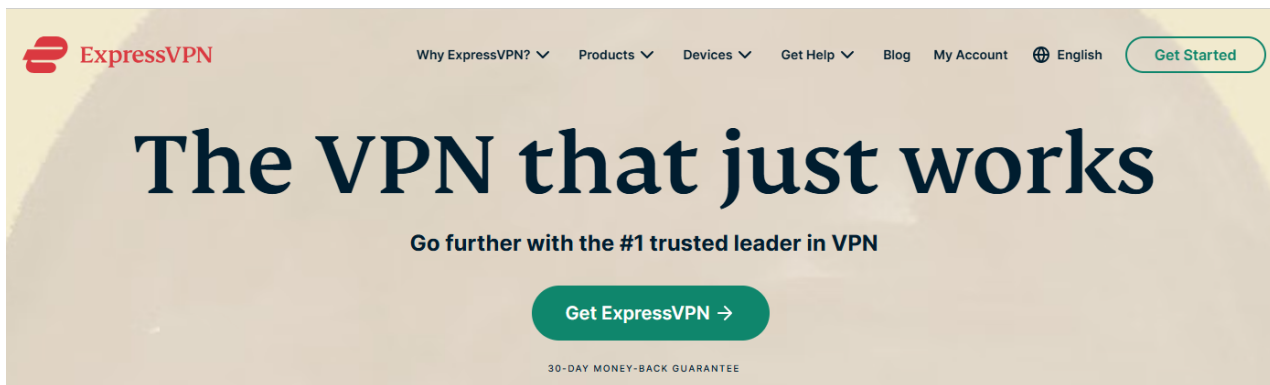 ExpressVPN
Why ExpressVPN? Products Devices Get Help Blog My Account English Get Started
The VPN that just works
Go further with the #1 trusted leader in VPN
Get ExpressVPN →
30-DAY MONEY-BACK GUARANTEE